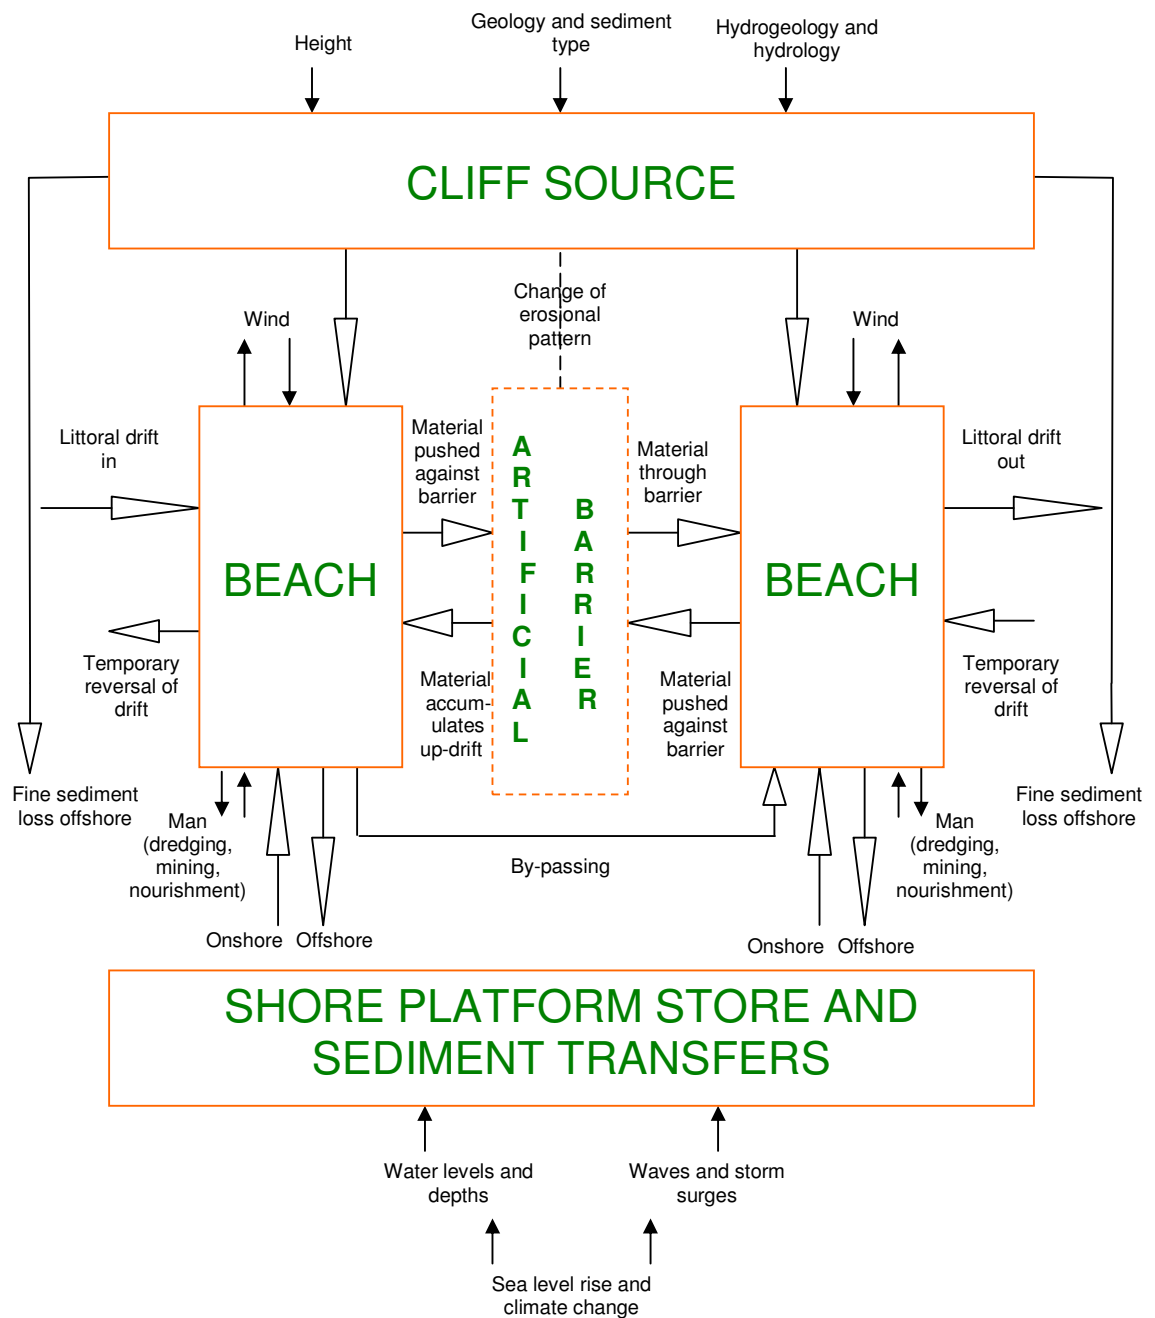 Height
Geology and sediment
type
Hydrogeology and
hydrology
CLIFF SOURCE
Change of
erosional
pattern
Wind
Wind
Littoral drift
in
Material
pushed
against
barrier
ARTIFICIAL
BARRIER
Material
through
barrier
Littoral drift
out
BEACH
BEACH
Temporary
reversal of
drift
Material
accum-
ulates
up-drift
Material
pushed
against
barrier
Temporary
reversal of
drift
Fine sediment
loss offshore
Man
(dredging,
mining,
nourishment)
By-passing
Man
(dredging,
mining,
nourishment)
Fine sediment
loss offshore
Onshore
Offshore
Onshore
Offshore
SHORE PLATFORM STORE AND
SEDIMENT TRANSFERS
Water levels and
depths
Waves and storm
surges
Sea level rise and
climate change